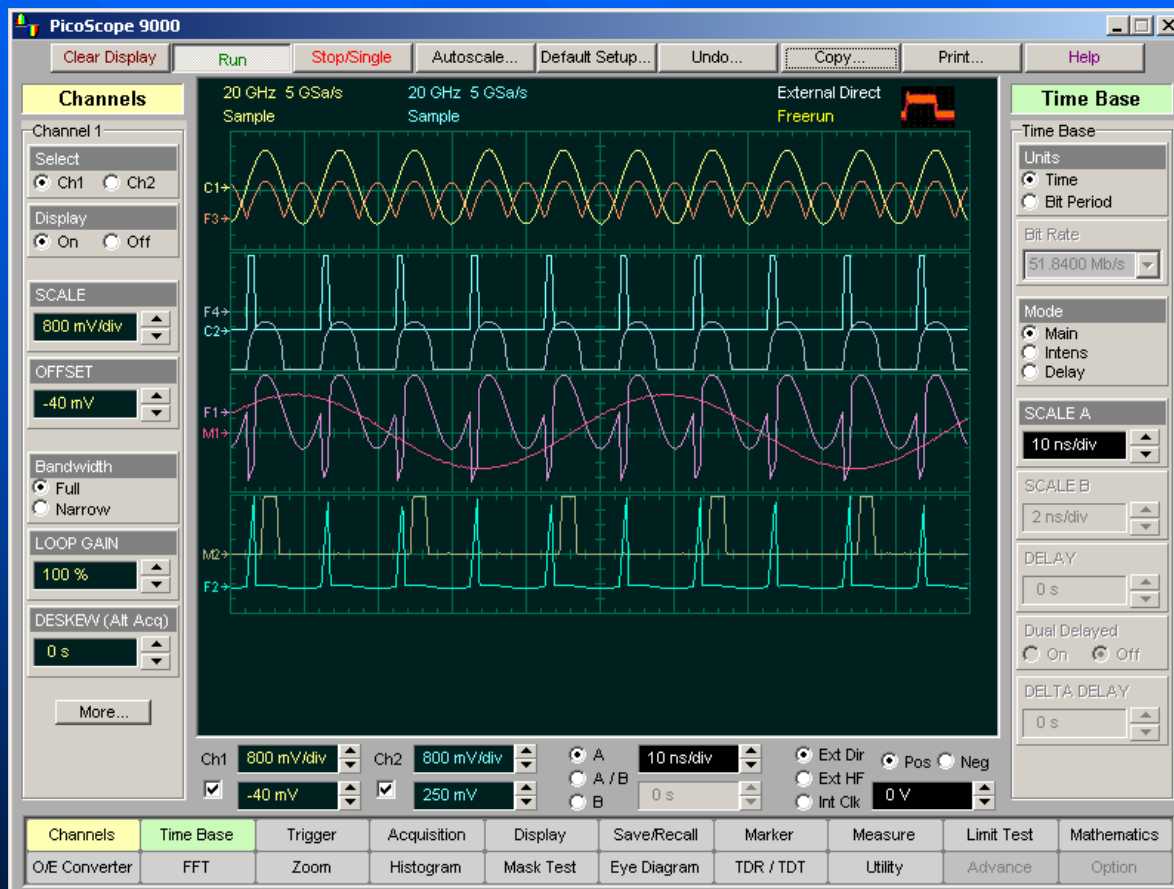 PicoScope 9000
Clear Display Run Stop/Single Autoscale... Default Setup... Undo... Copy... Print... Help
Channels
Channel 1
Select
Ch1 Ch2
Display
On Off
SCALE
800 mV/div
OFFSET
-40 mV
Bandwidth
Full
Narrow
LOOP GAIN
100 %
DESKEW (Alt Acq)
0 s
More...
20 GHz 5 GSa/s 20 GHz 5 GSa/s External Direct
Sample Sample Freerun
C1
F3
F4
C2
F1
M1
M2
F2
Time Base
Time Base
Units
Time
Bit Period
Bit Rate
51.8400 Mb/s
Mode
Main
Intens
Delay
SCALE A
10 ns/div
SCALE B
2 ns/div
DELAY
0 s
Dual Delayed
On Off
DELTA DELAY
0 s
Ch1 800 mV/div Ch2 800 mV/div A 10 ns/div Ext Dir Pos Neg
A / B Ext HF
-40 mV 250 mV B 0 s Int Clk 0 V
Channels Time Base Trigger Acquisition Display Save/Recall Marker Measure Limit Test Mathematics
O/E Converter FFT Zoom Histogram Mask Test Eye Diagram TDR / TDT Utility Advance Option